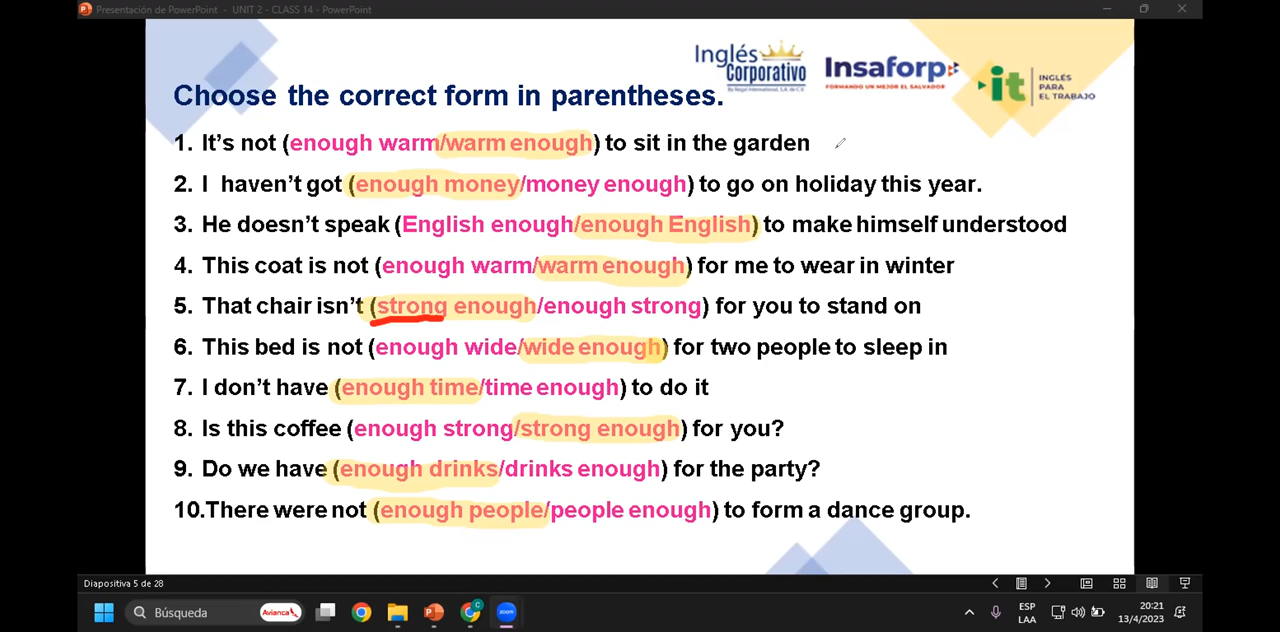 Presentación de PowerPoint - UNIT 2 - CLASS 14 - PowerPoint
Inglés
Corporativo
Insaforp
FORMANDO UN MEJOR EL SALVADOR
it
INGLÉS
PARA
EL TRABAJO
Choose the correct form in parentheses.
1. It's not (enough warm/warm enough) to sit in the garden
2. I haven't got (enough money/money enough) to go on holiday this year.
3. He doesn't speak (English enough/enough English) to make himself understood
4. This coat is not (enough warm/warm enough) for me to wear in winter
5. That chair isn't (strong enough/enough strong) for you to stand on
6. This bed is not (enough wide/wide enough) for two people to sleep in
7. I don't have (enough time/time enough) to do it
8. Is this coffee (enough strong/strong enough) for you?
9. Do we have (enough drinks/drinks enough) for the party?
10.There were not (enough people/people enough) to form a dance group.
Diapositiva 5 de 28
Búsqueda
Avianca
zoom
ESP
LAA
20:21
13/4/2023